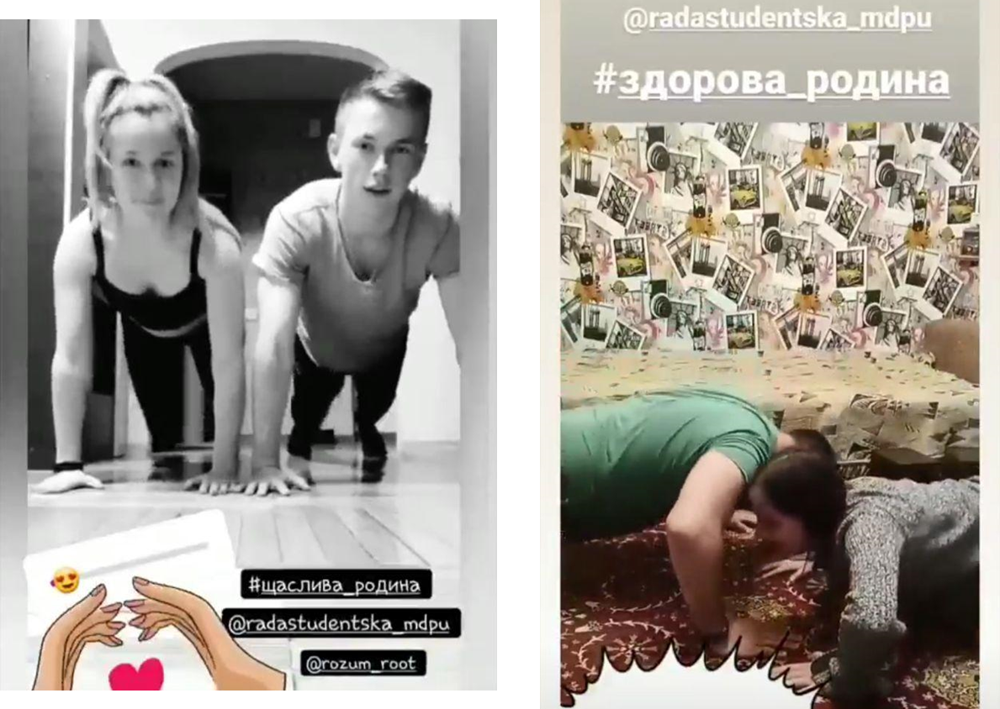 #щаслива_родина
@radastudentska_mdpu
@rozum_root
@radastudentska_mdpu
#здорова_родина